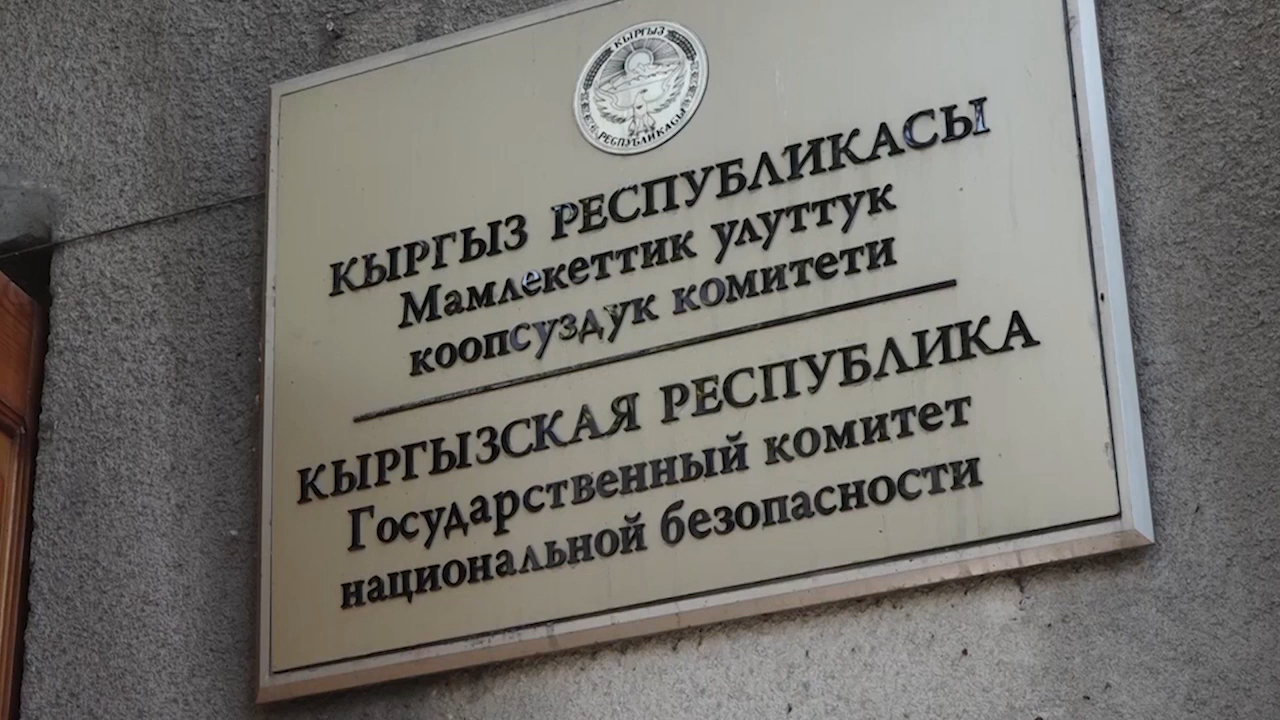 КЫРГЫЗ
РЕСПУБЛИКАСЫ
КЫРГЫЗ РЕСПУБЛИКАСЫ
Мамлекеттик улуттук
коопсуздук комитети
КЫРГЫЗСКАЯ РЕСПУБЛИКА
Государственный комитет
национальной безопасности